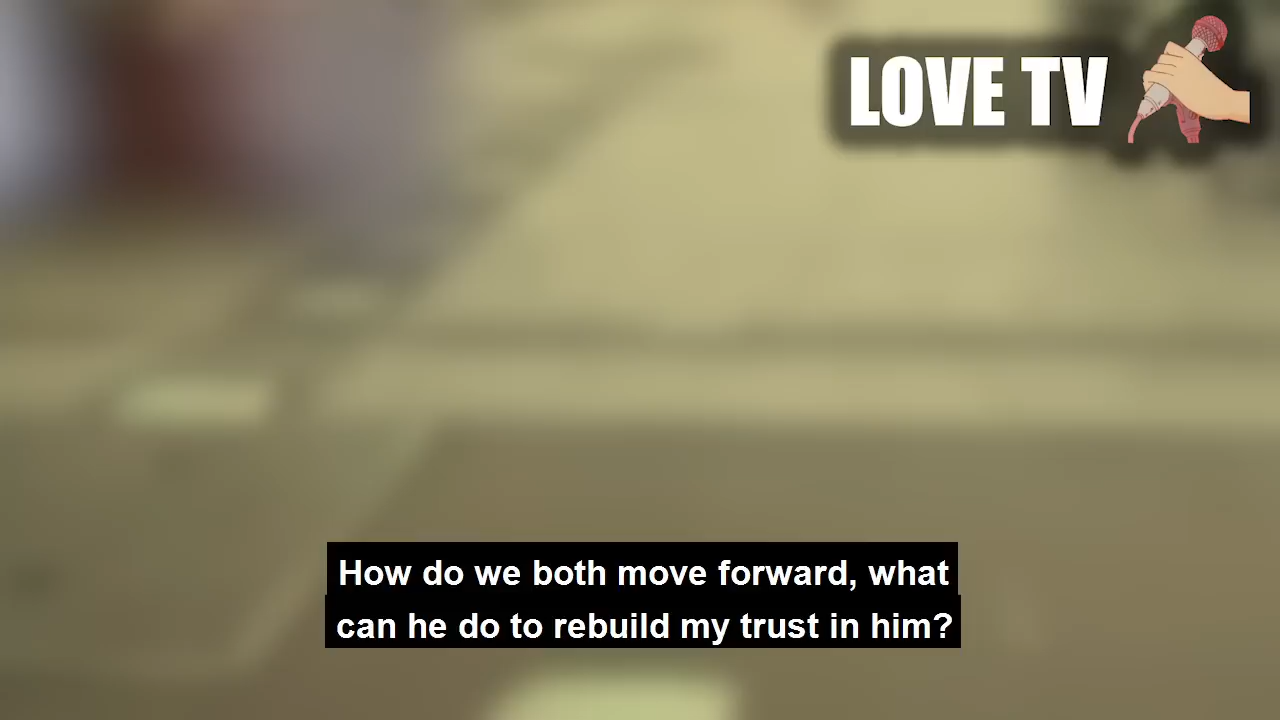 LOVE TV
How do we both move forward, what
can he do to rebuild my trust in him?